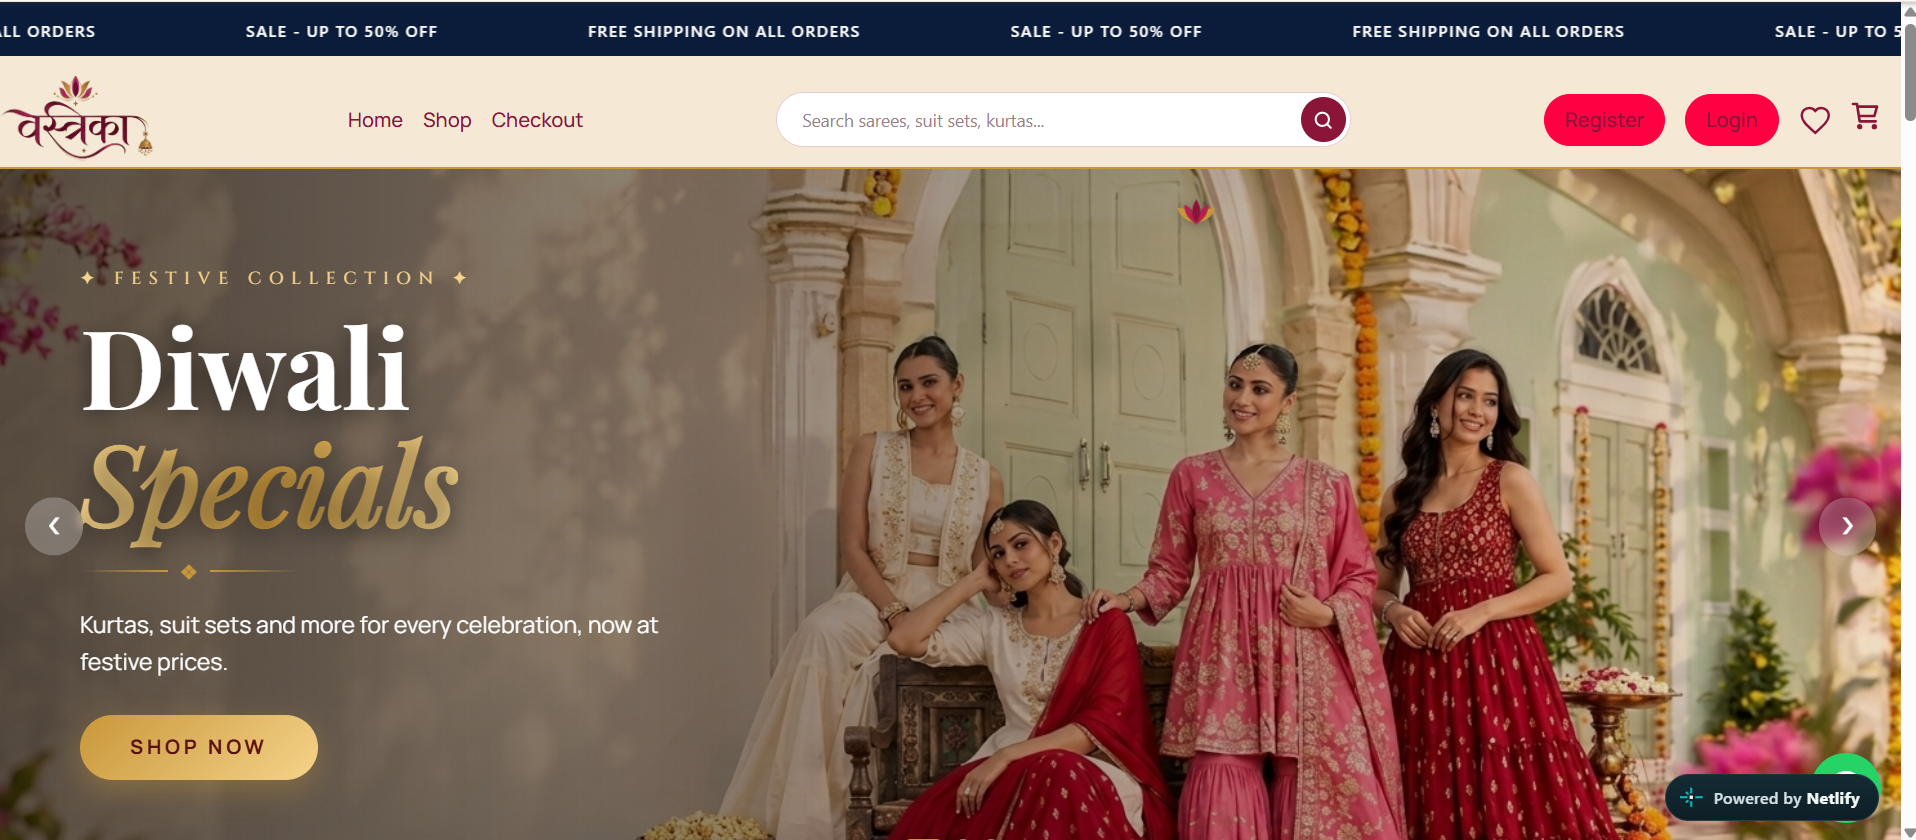 ALL ORDERS SALE - UP TO 50% OFF FREE SHIPPING ON ALL ORDERS SALE - UP TO 50% OFF FREE SHIPPING ON ALL ORDERS SALE - UP TO 5
वस्त्रिका
Home Shop Checkout
Search sarees, suit sets, kurtas...
Register Login
FESTIVE COLLECTION
Diwali
Specials
Kurtas, suit sets and more for every celebration, now at
festive prices.
SHOP NOW
Powered by Netlify